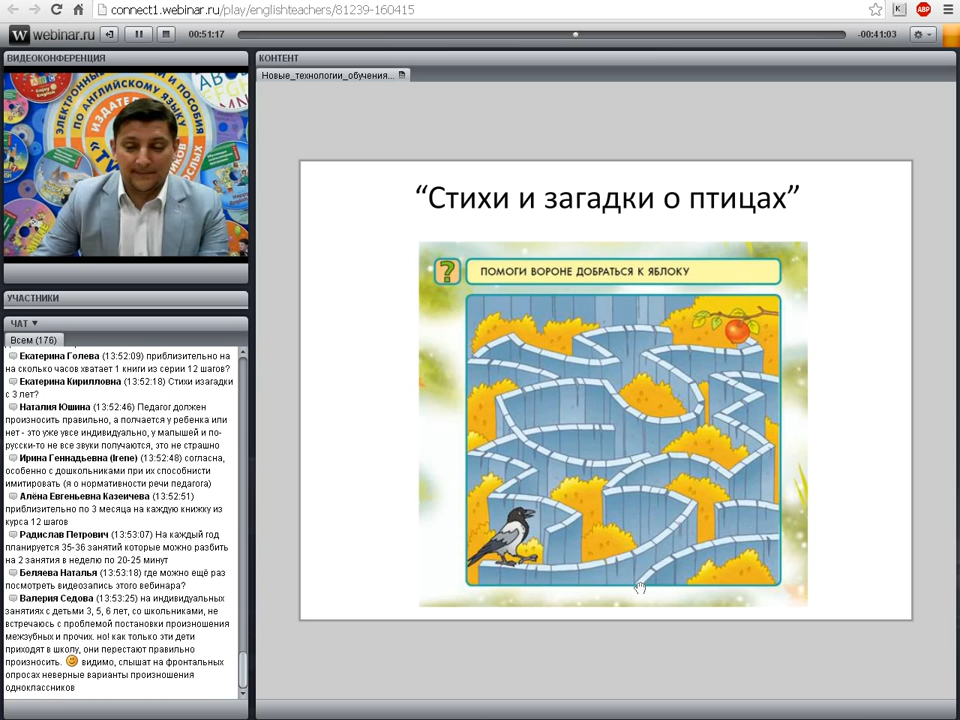 connect1.webinar.ru/play/englishteachers/81239-160415
K
ABP
W webinar.ru
00:51:17
-00:41:03
ВИДЕОКОНФЕРЕНЦИЯ
ЭЛЕКТРОННЫЕ
И ПОСОБИЯ
ПО АНГЛИЙСКОМУ ЯЗЫКУ
УЧАСТНИКИ
ЧАТ
Всем (176)
Екатерина Голева (13:52:09) приблизительно на
на сколько часов хватает 1 книги из серии 12 шагов?
Екатерина Кирилловна (13:52:18) Стихи изагадки
с 3 лет?
Наталия Юшина (13:52:46) Педагог должен
произносить правильно, а полчается у ребенка или
нет - это уже увсе индивидуально, у малышей и по-
русски-то не все звуки получаются, это не страшно
Ирина Геннадьевна (Irene) (13:52:48) согласна,
особенно с дошкольниками при их способнисти
имитировать (я о нормативности речи педагога)
Алёна Евгеньевна Казеичева (13:52:51)
приблизительно по 3 месяца на каждую книжку из
курса 12 шагов
Радислав Петрович (13:53:07) На каждый год
ппанируется 35-36 занятий которые можно разбить
на 2 занятия в неделю по 20-25 минут
Беляева Наталья (13:53:18) где можно ещё раз
посмотреть видеозапись этого вебинара?
Валерия Седова (13:53:25) на индивидуальных
занятиях с детьми 3, 5, 6 лет, со школьниками, не
встречаюсь с проблемой постановки произношения
межзубных и прочих. но! как только эти дети
приходят в школу, они перестают правильно
произносить. видимо, слышат на фронтальных
опросах неверные варианты произношения
одноклассников
КОНТЕНТ
Новые_технологии_обучения...
“Стихи и загадки о птицах”
?
ПОМОГИ ВОРОНЕ ДОБРАТЬСЯ К ЯБЛОКУ